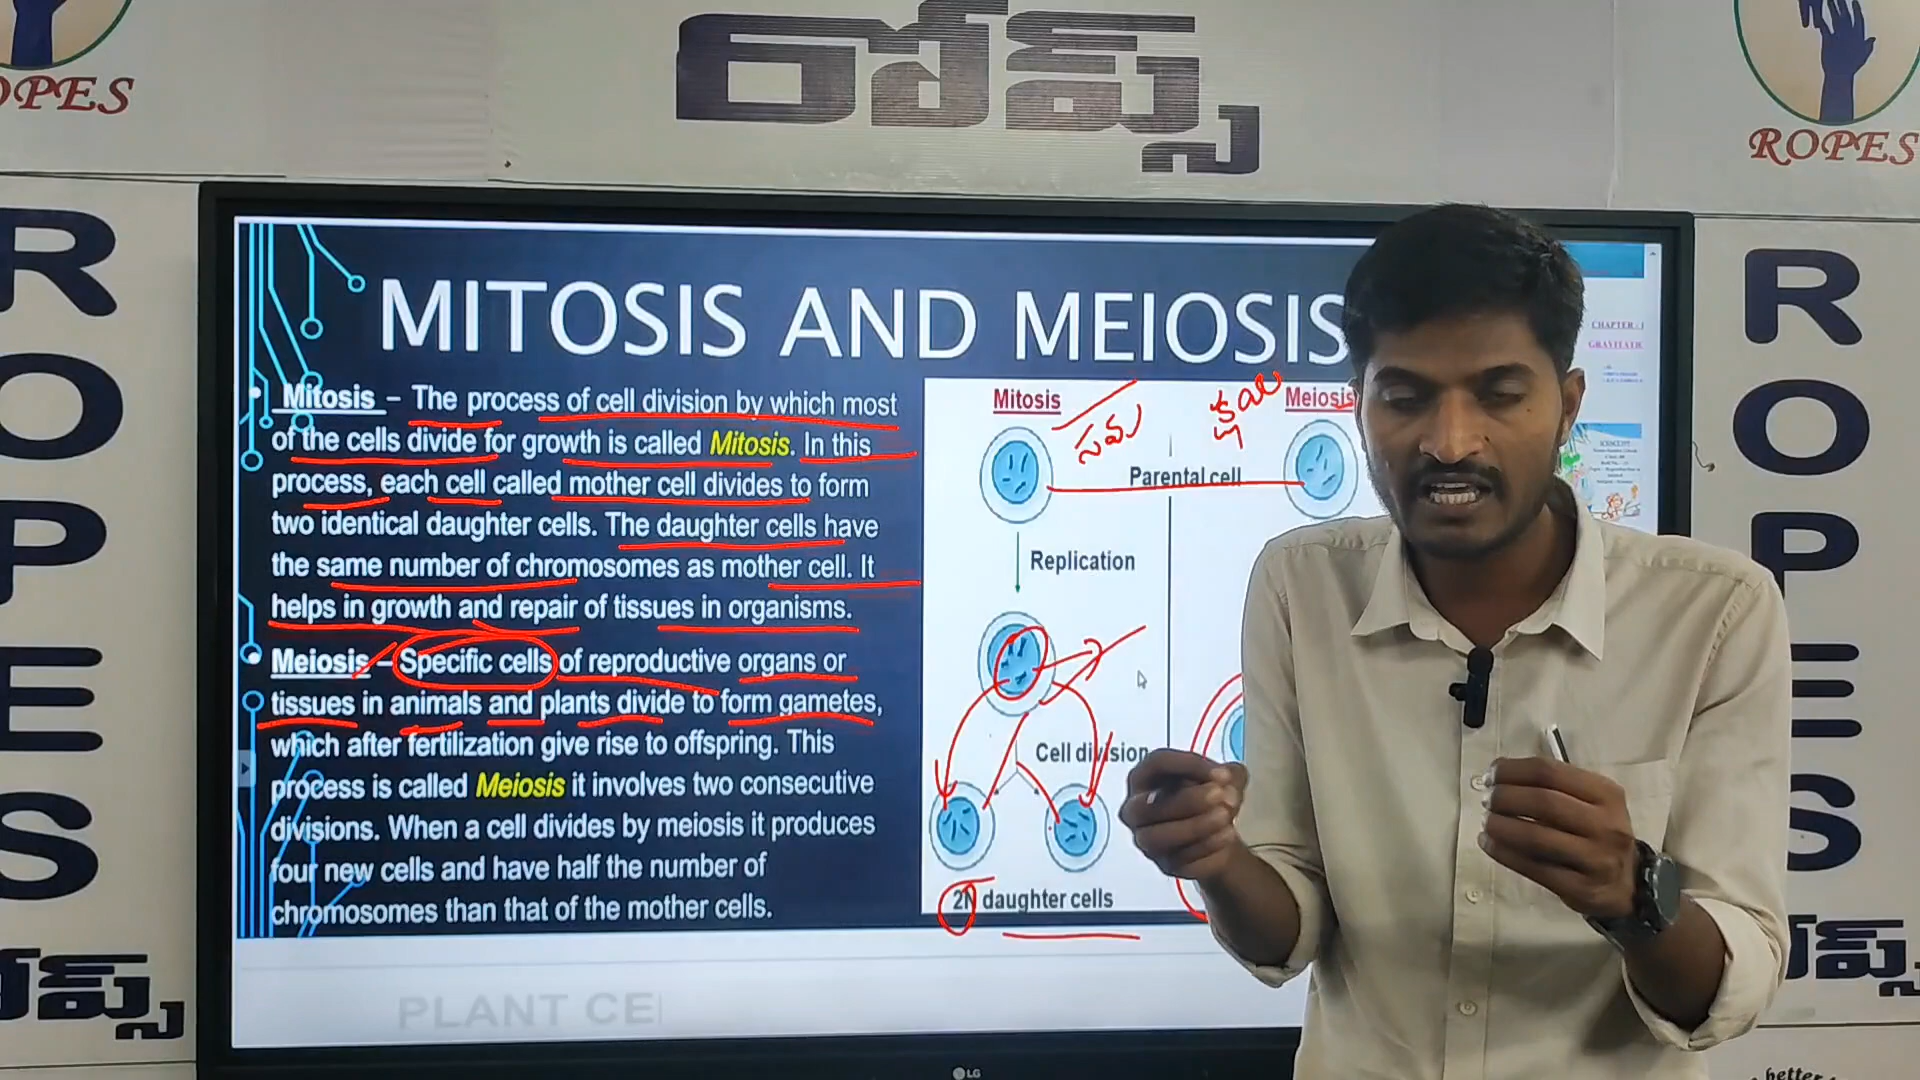 రోప్స్
OPES
ROPES
ROPES
ROPES
MITOSIS AND MEIOSIS
CHAPTER - I
GRAVITATIC
Mitosis – The process of cell division by which most
of the cells divide for growth is called Mitosis. In this
process, each cell called mother cell divides to form
two identical daughter cells. The daughter cells have
the same number of chromosomes as mother cell. It
helps in growth and repair of tissues in organisms.
Meiosis – Specific cells of reproductive organs or
tissues in animals and plants divide to form gametes,
which after fertilization give rise to offspring. This
process is called Meiosis it involves two consecutive
divisions. When a cell divides by meiosis it produces
four new cells and have half the number of
chromosomes than that of the mother cells.
Mitosis
సమ
Meiosis
Parental cell
Replication
Cell division
2N daughter cells
PLANT CE
LG
రోప్స్
రోప్స్
better